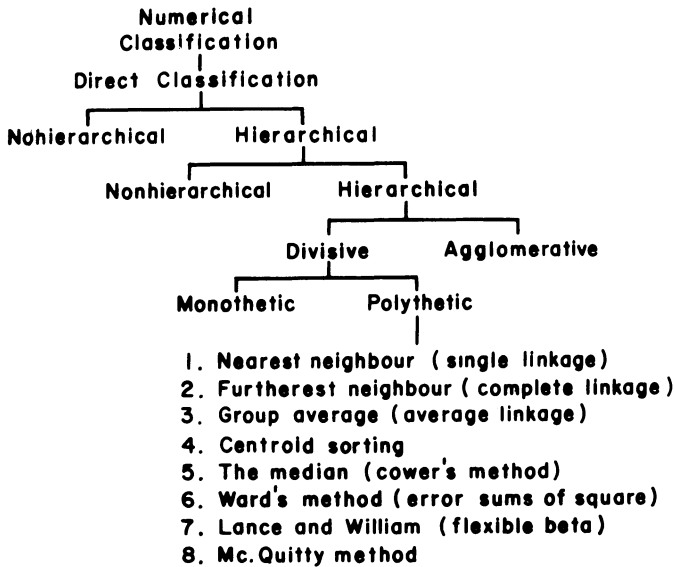 Numerical
Classification
Direct Classification
Nohierarchical Hierarchical
Nonhierarchical Hierarchical
Divisive Agglomerative
Monothetic Polythetic
1. Nearest neighbour (single linkage)
2. Furtherest neighbour (complete linkage)
3. Group average (average linkage)
4. Centroid sorting
5. The median (cower's method)
6. Ward's method (error sums of square)
7. Lance and William (flexible beta)
8. Mc. Quitty method